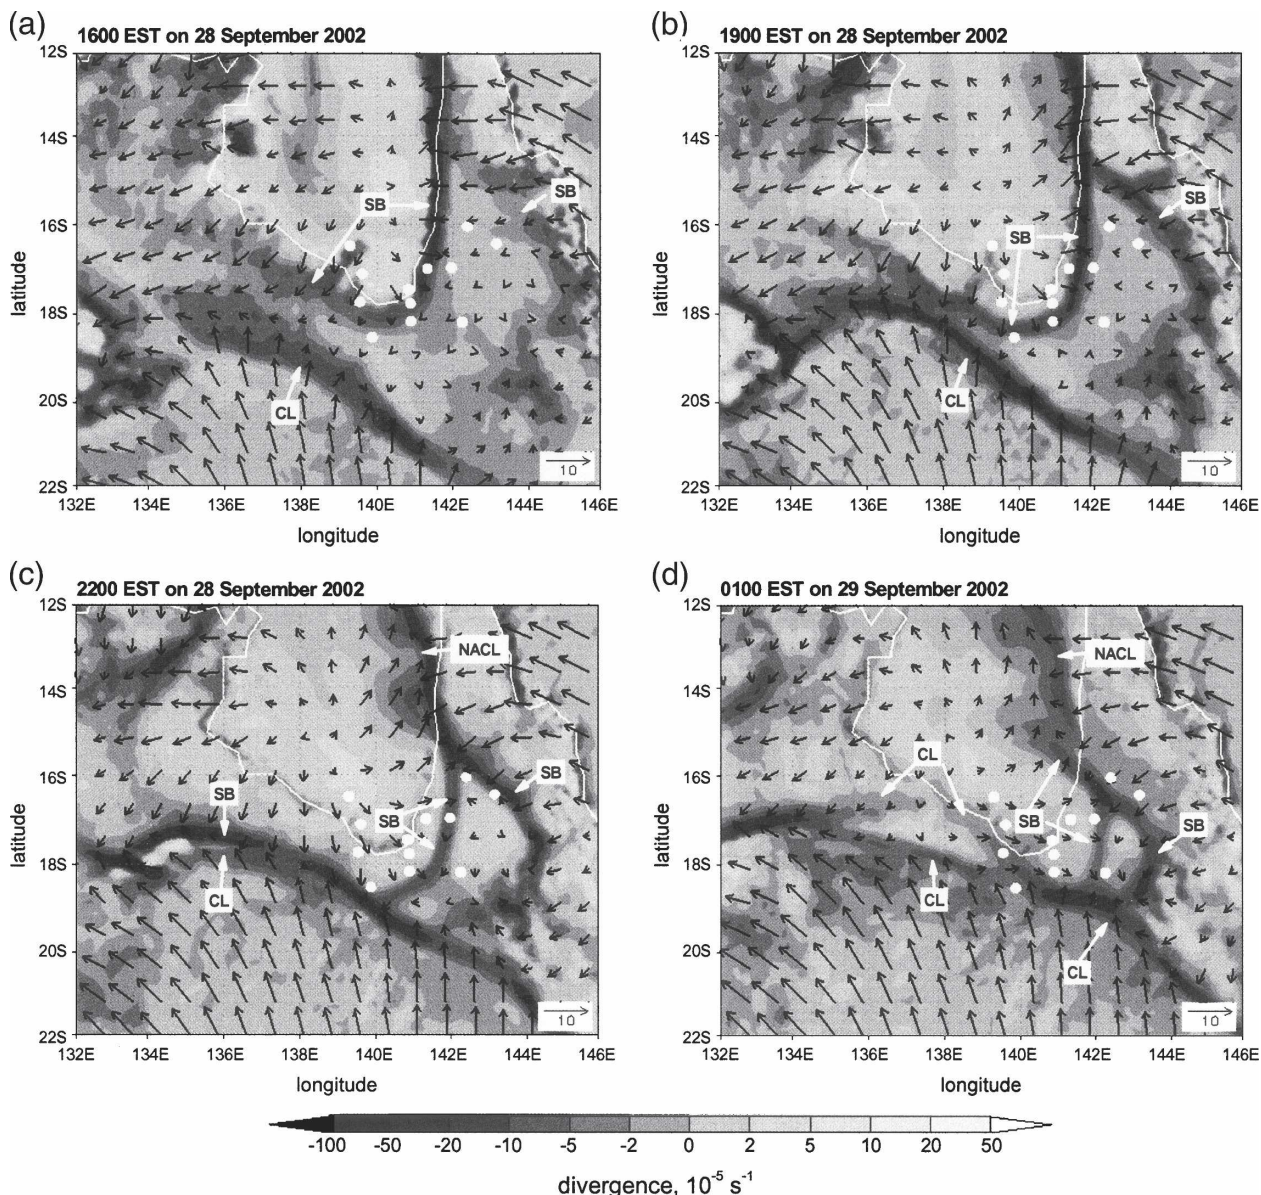 (a)
1600 EST on 28 September 2002
12S
14S
16S
18S
20S
22S
latitude
SB
SB
CL
10
132E 134E 136E 138E 140E 142E 144E 146E
longitude
(b)
1900 EST on 28 September 2002
12S
14S
16S
18S
20S
22S
latitude
SB
SB
CL
10
132E 134E 136E 138E 140E 142E 144E 146E
longitude
(c)
2200 EST on 28 September 2002
12S
14S
16S
18S
20S
22S
latitude
NACL
SB
SB
SB
CL
10
132E 134E 136E 138E 140E 142E 144E 146E
longitude
(d)
0100 EST on 29 September 2002
12S
14S
16S
18S
20S
22S
latitude
NACL
CL
SB
SB
CL
CL
10
132E 134E 136E 138E 140E 142E 144E 146E
longitude
-100 -50 -20 -10 -5 -2 0 2 5 10 20 50
divergence, 10⁻⁵ s⁻¹